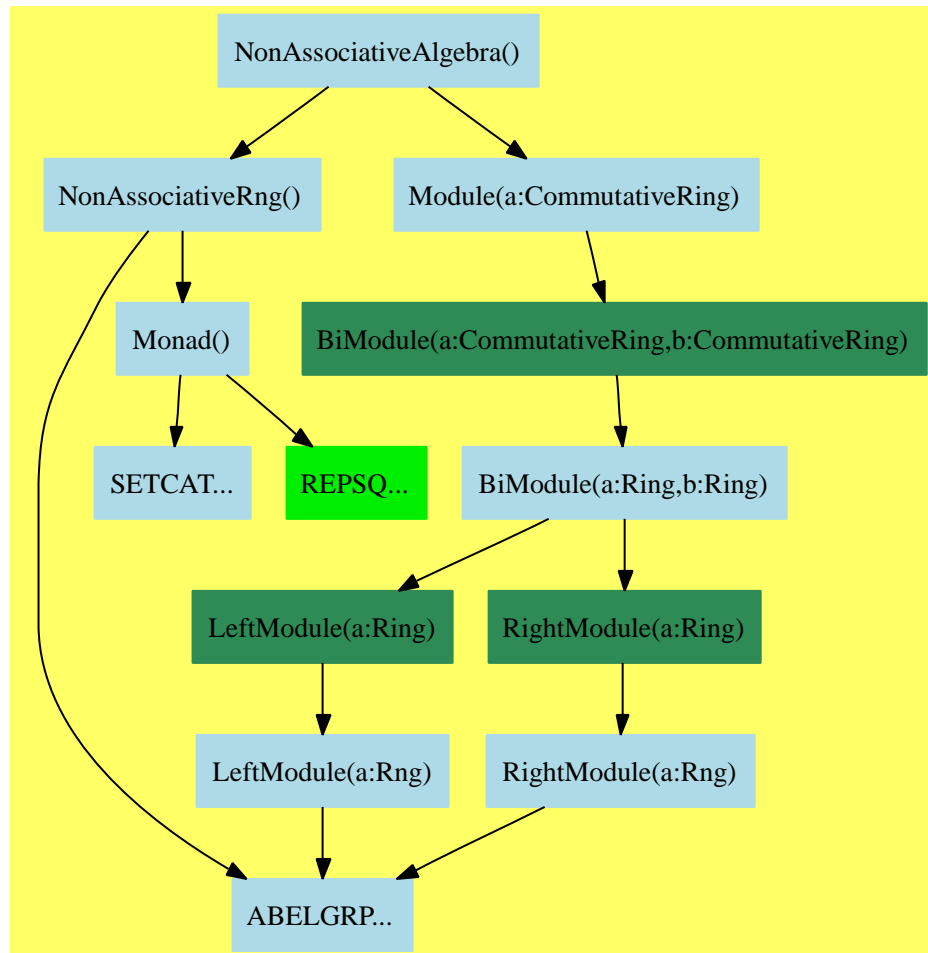 NonAssociativeAlgebra()
NonAssociativeRng()
Module(a:CommutativeRing)
Monad()
BiModule(a:CommutativeRing,b:CommutativeRing)
SETCAT...
REPSQ...
BiModule(a:Ring,b:Ring)
LeftModule(a:Ring)
RightModule(a:Ring)
LeftModule(a:Rng)
RightModule(a:Rng)
ABELGRP...